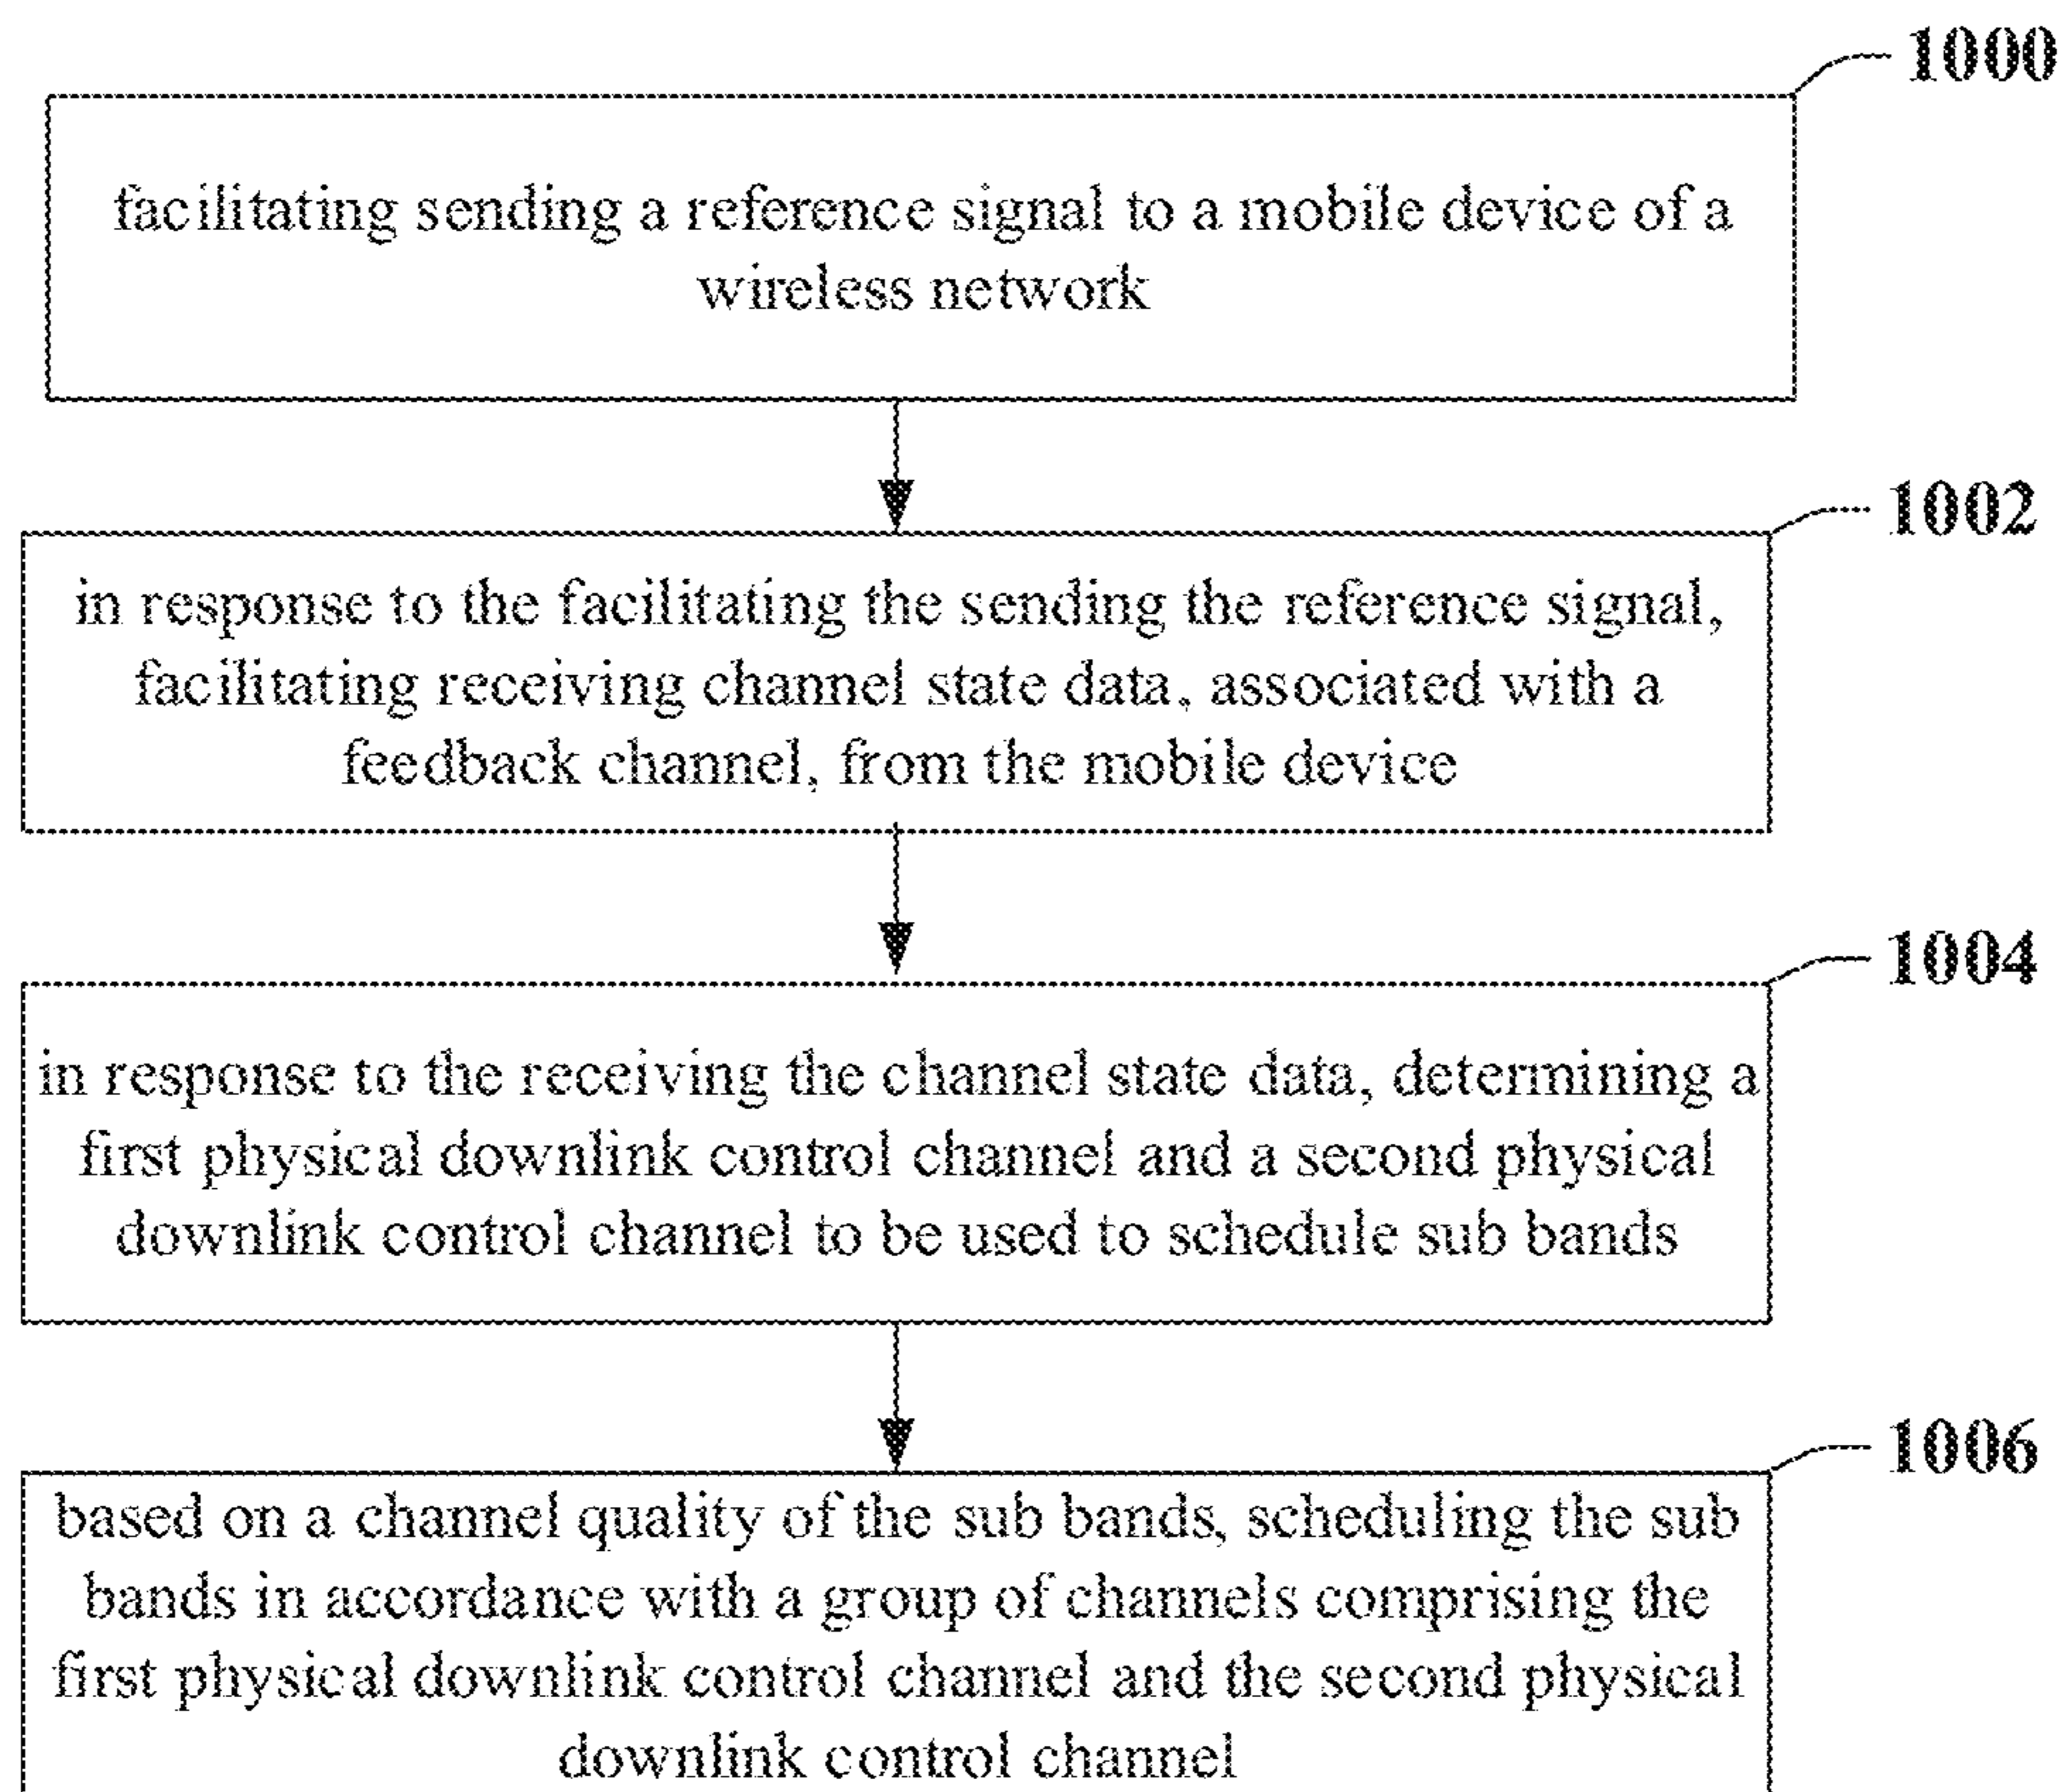 1000
facilitating sending a reference signal to a mobile device of a
wireless network
1002
in response to the facilitating the sending the reference signal,
facilitating receiving channel state data, associated with a
feedback channel, from the mobile device
1004
in response to the receiving the channel state data, determining a
first physical downlink control channel and a second physical
downlink control channel to be used to schedule sub bands
1006
based on a channel quality of the sub bands, scheduling the sub
bands in accordance with a group of channels comprising the
first physical downlink control channel and the second physical
downlink control channel